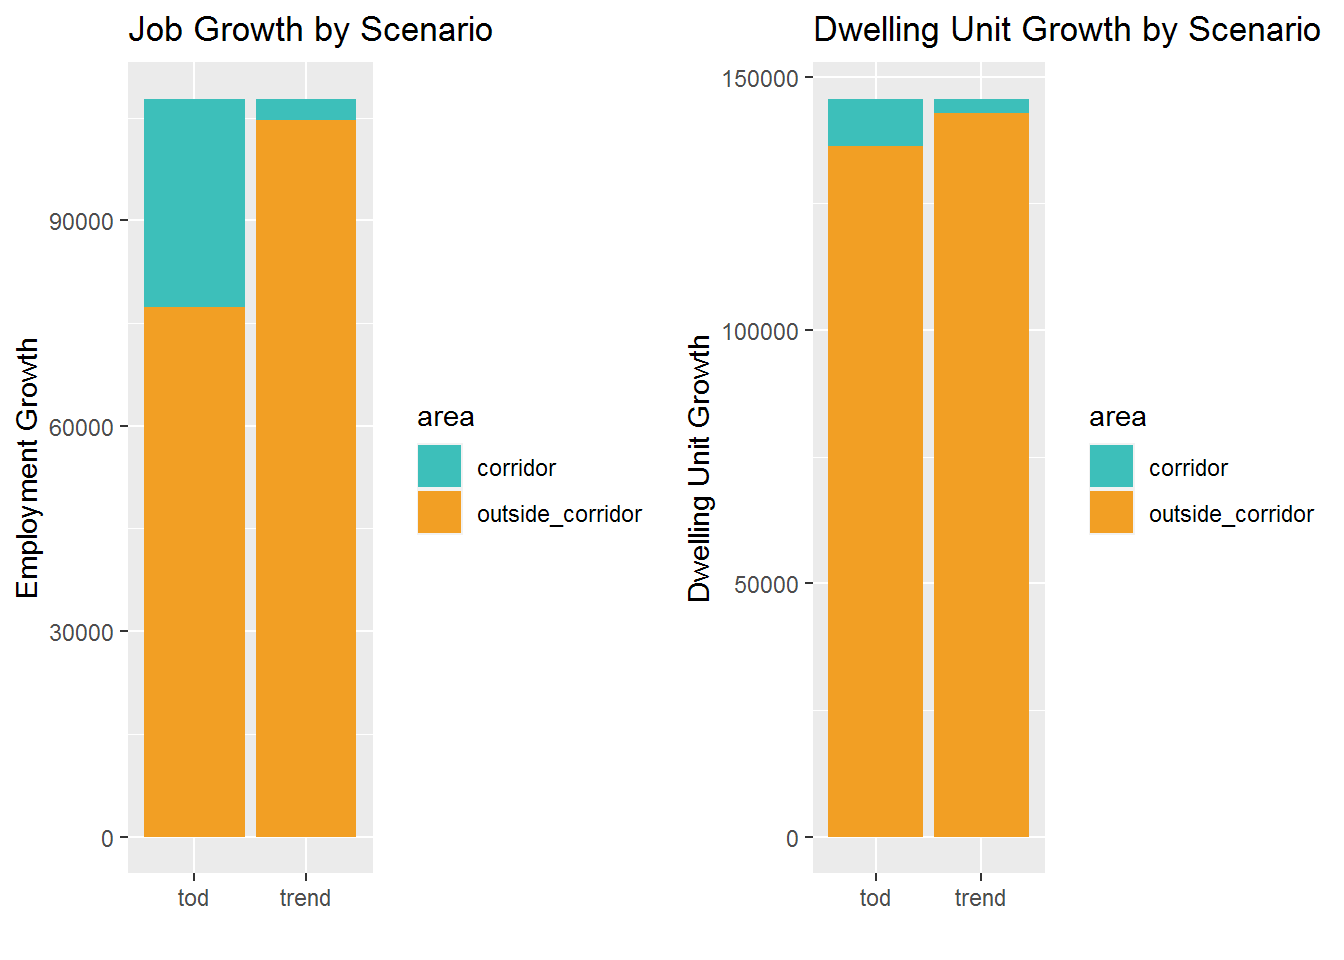 Job Growth by Scenario
Employment Growth
90000
60000
30000
0
tod
trend
area
corridor
outside_corridor
Dwelling Unit Growth by Scenario
Dwelling Unit Growth
150000
100000
50000
0
tod
trend
area
corridor
outside_corridor